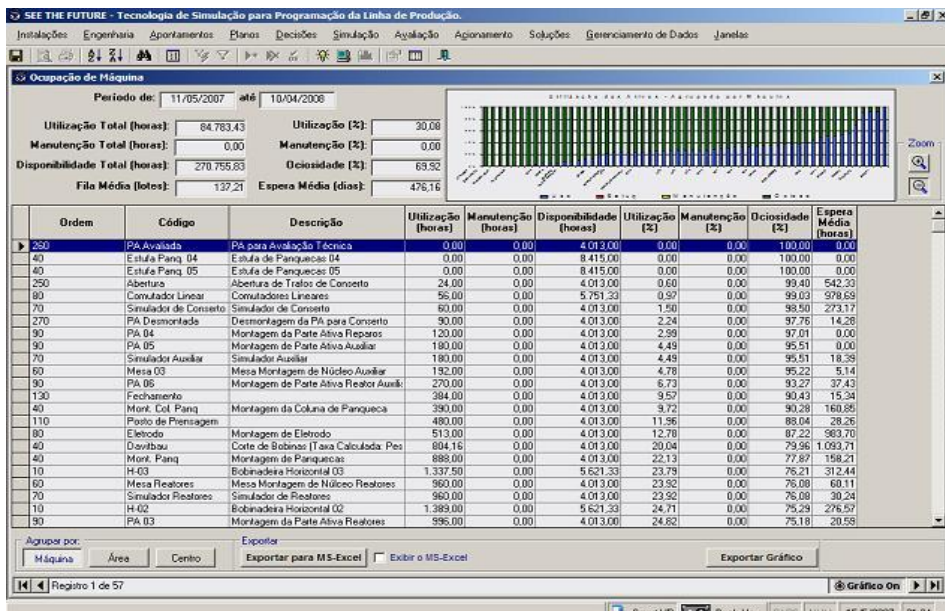 SEE THE FUTURE - Tecnologia de Simulação para Programação da Linha de Produção.
Instalações Engenharia Apontamentos Planos Decisões Simulação Avaliação Acionamento Soluções Gerenciamento de Dados Janelas
Ocupação de Máquina
Período de: 11/05/2007 até 10/04/2008
Utilização Total (horas): 84.783,43 Utilização (%): 30,08
Manutenção Total (horas): 0,00 Manutenção (%): 0,00
Disponibilidade Total (horas): 270.755,83 Ociosidade (%): 69,92
Fila Média (lotes): 137,21 Espera Média (dias): 476,16
Zoom
Ordem Código Descrição Utilização (horas) Manutenção (horas) Disponibilidade (horas) Utilização (%) Manutenção (%) Ociosidade (%) Espera Média (horas)
260 PA Avaliada PA para Avaliação Técnica 0,00 0,00 4.013,00 0,00 0,00 100,00 0,00
40 Estufa Panq. 04 Estufa de Panquecas 04 0,00 0,00 8.415,00 0,00 0,00 100,00 0,00
40 Estufa Panq. 05 Estufa de Panquecas 05 0,00 0,00 8.415,00 0,00 0,00 100,00 0,00
250 Abertura Abertura de Trafos de Conserto 24,00 0,00 4.013,00 0,60 0,00 99,40 542,33
80 Comutador Linear Comutadores Lineares 56,00 0,00 5.751,33 0,97 0,00 99,03 978,69
70 Simulador de Conserto Simulador de Conserto 60,00 0,00 4.013,00 1,50 0,00 98,50 273,17
270 PA Desmontada Desmontagem da PA para Conserto 90,00 0,00 4.013,00 2,24 0,00 97,76 14,28
90 PA 04 Montagem da Parte Ativa Reparos 120,00 0,00 4.013,00 2,99 0,00 97,01 0,00
90 PA 05 Montagem de Parte Ativa Auxiliar 180,00 0,00 4.013,00 4,49 0,00 95,51 0,00
70 Simulador Auxiliar Simulador Auxiliar 180,00 0,00 4.013,00 4,49 0,00 95,51 18,39
60 Mesa 03 Mesa Montagem de Núcleo Auxiliar 192,00 0,00 4.013,00 4,78 0,00 95,22 5,14
90 PA 06 Montagem de Parte Ativa Reator Auxili 270,00 0,00 4.013,00 6,73 0,00 93,27 37,43
130 Fechamento 384,00 0,00 4.013,00 9,57 0,00 90,43 15,34
40 Mont. Col. Panq Montagem da Coluna de Panqueca 390,00 0,00 4.013,00 9,72 0,00 90,28 160,85
110 Posto de Prensagem 480,00 0,00 4.013,00 11,96 0,00 88,04 28,26
80 Eletrodo Montagem de Eletrodo 513,00 0,00 4.013,00 12,78 0,00 87,22 983,70
40 Davitbau Corte de Bobinas (Taxa Calculada: Pes 804,16 0,00 4.013,00 20,04 0,00 79,96 1.093,71
40 Mont. Panq Montagem de Panquecas 888,00 0,00 4.013,00 22,13 0,00 77,87 158,21
10 H-03 Bobinadeira Horizontal 03 1.337,50 0,00 5.621,33 23,79 0,00 76,21 312,44
60 Mesa Reatores Mesa Montagem de Núlceo Reatores 960,00 0,00 4.013,00 23,92 0,00 76,08 60,11
70 Simulador Reatores Simulador de Reatores 960,00 0,00 4.013,00 23,92 0,00 76,08 30,24
10 H-02 Bobinadeira Horizontal 02 1.389,00 0,00 5.621,33 24,71 0,00 75,29 276,57
90 PA 03 Montagem da Parte Ativa Reatores 996,00 0,00 4.013,00 24,82 0,00 75,18 20,59
Agrupar por: Exportar
Máquina Área Centro Exportar para MS-Excel Exibir o MS-Excel Exportar Gráfico
Registro 1 de 57 Gráfico On